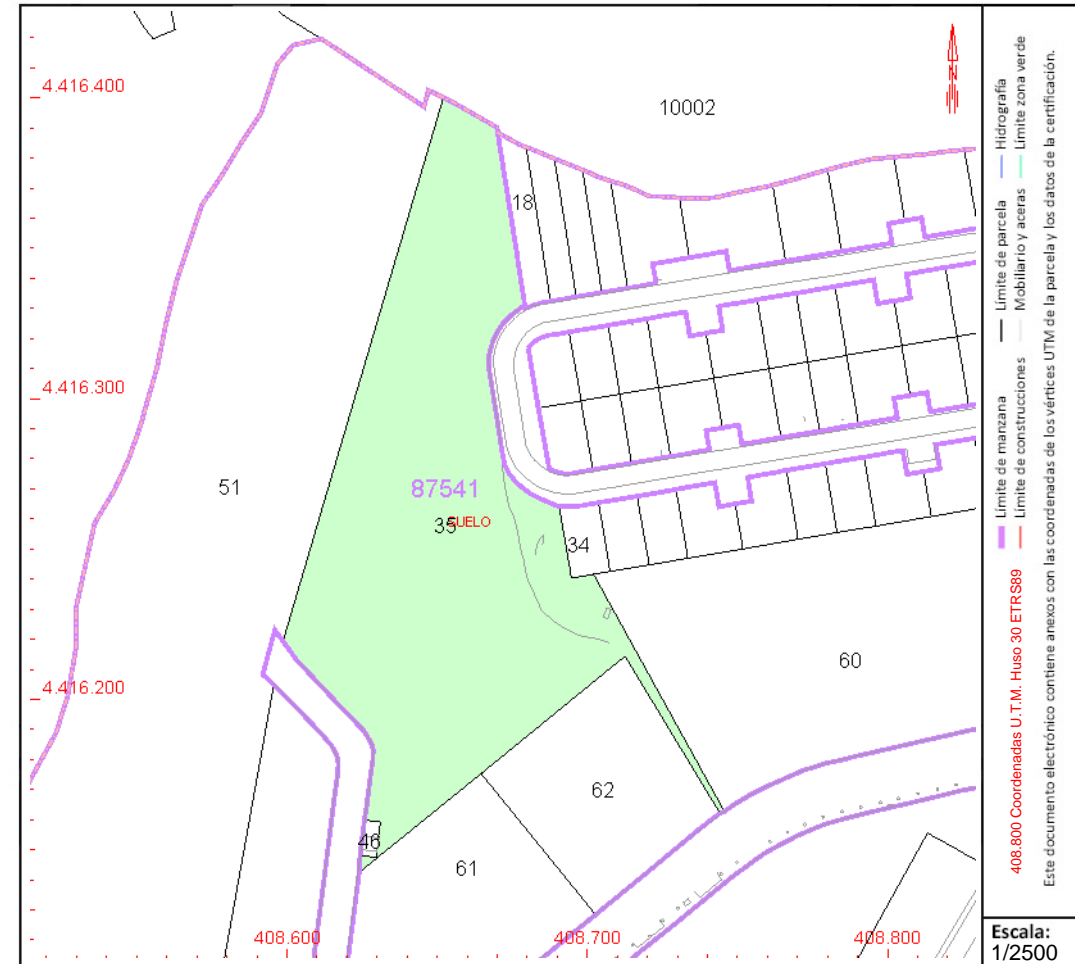 4.416.400
10002
18
4.416.300
51
87541
35
SUELO
34
4.416.200
60
62
46
61
408.600
408.700
408.800
Límite de manzana
Límite de parcela
Hidrografía
Límite de construcciones
Mobiliario y aceras
Límite zona verde
408.800 Coordenadas U.T.M. Huso 30 ETRS89
Este documento electrónico contiene anexos con las coordenadas de los vértices UTM de la parcela y los datos de la certificación.
N
Escala:
1/2500